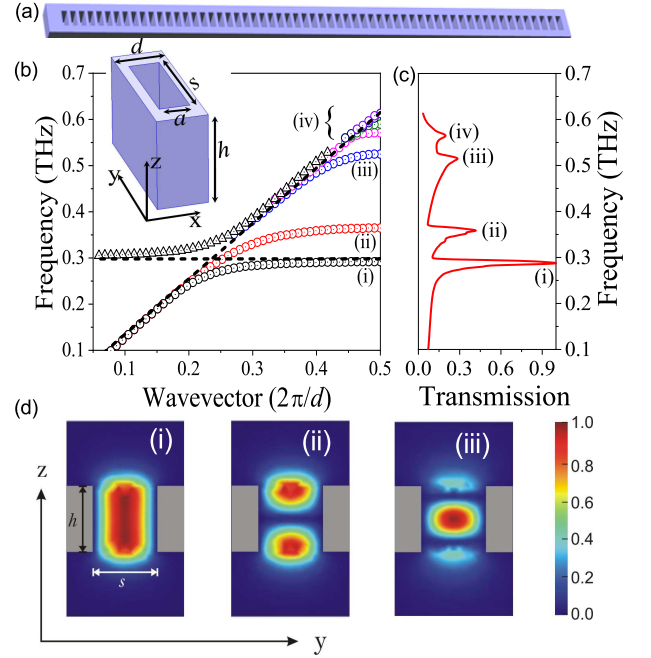 (a)
(b)
d
s
a
h
z
y
x
0.7
0.6
0.5
0.4
0.3
0.2
0.1
Frequency (THz)
(iv) {
(iii)
(ii)
(i)
0.1 0.2 0.3 0.4 0.5
Wavevector (2π/d)
(c)
(iv)
(iii)
(ii)
(i)
0.7
0.6
0.5
0.4
0.3
0.2
0.1
Frequency (THz)
0.0 0.3 0.6 0.9
Transmission
(d)
z
(i)
h
s
(ii)
(iii)
1.0
0.8
0.6
0.4
0.2
0.0
y